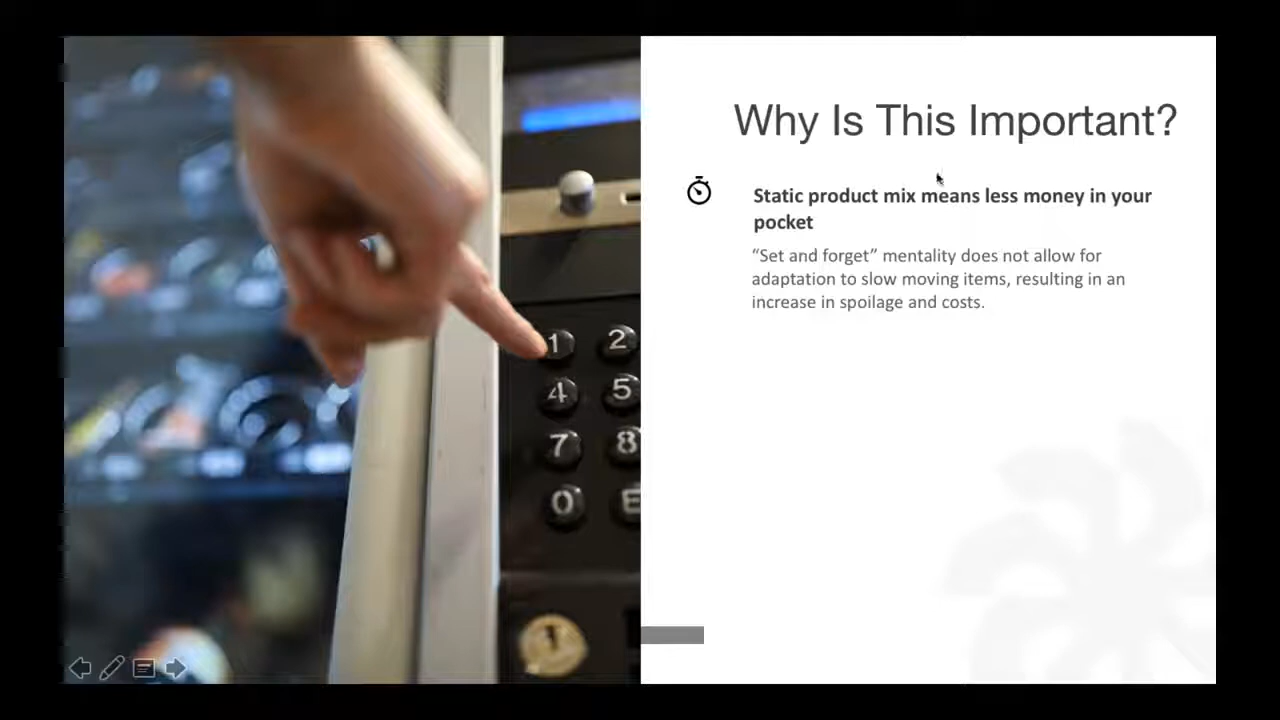 Why Is This Important?
Static product mix means less money in your
pocket
“Set and forget” mentality does not allow for
adaptation to slow moving items, resulting in an
increase in spoilage and costs.
1 2
4 5
7 8
0 E